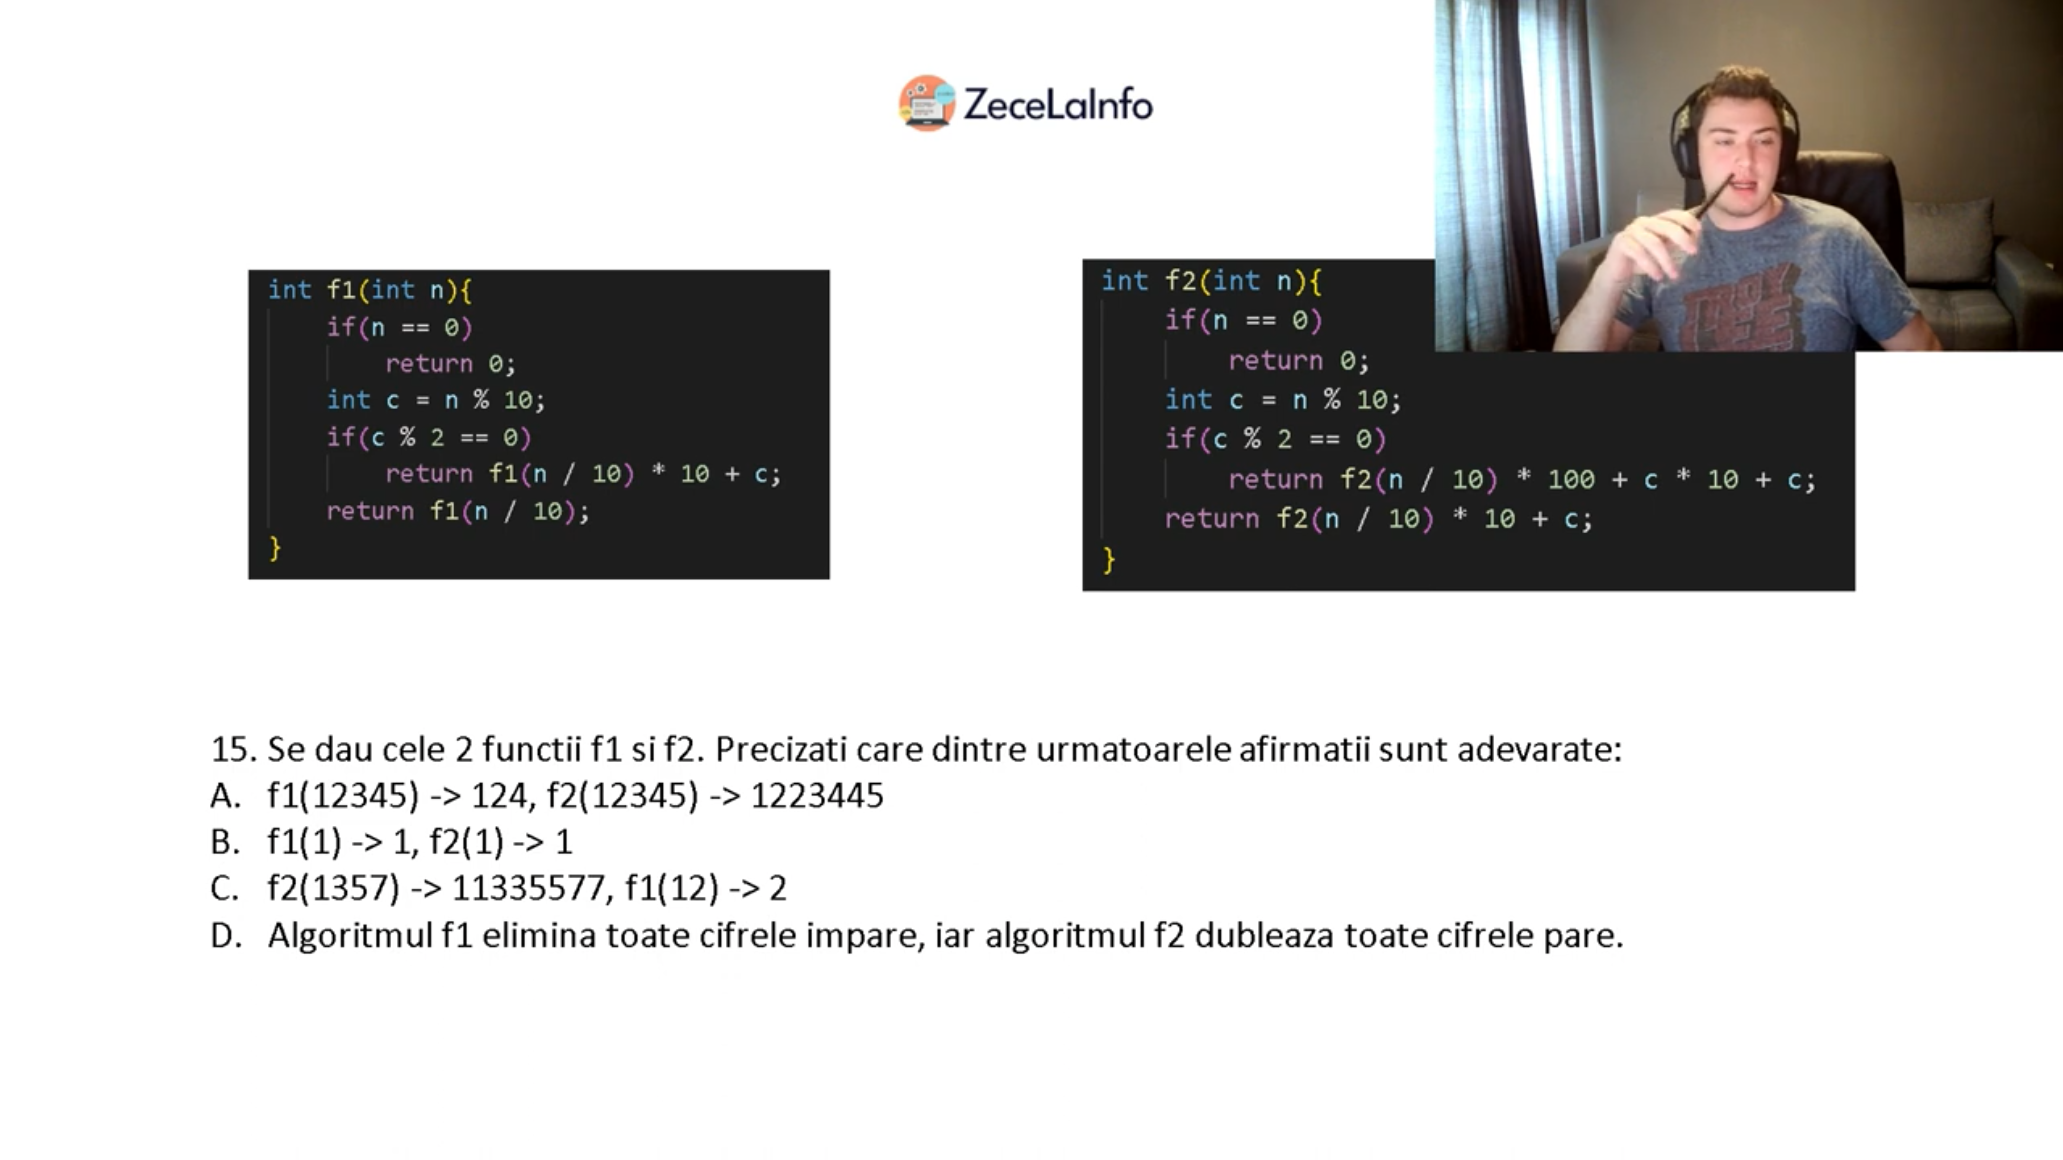 ZeceLaInfo
int f1(int n){
if(n == 0)
return 0;
int c = n % 10;
if(c % 2 == 0)
return f1(n / 10) * 10 + c;
return f1(n / 10);
}
int f2(int n){
if(n == 0)
return 0;
int c = n % 10;
if(c % 2 == 0)
return f2(n / 10) * 100 + c * 10 + c;
return f2(n / 10) * 10 + c;
}
15. Se dau cele 2 functii f1 si f2. Precizati care dintre urmatoarele afirmatii sunt adevarate:
A. f1(12345) -> 124, f2(12345) -> 1223445
B. f1(1) -> 1, f2(1) -> 1
C. f2(1357) -> 11335577, f1(12) -> 2
D. Algoritmul f1 elimina toate cifrele impare, iar algoritmul f2 dubleaza toate cifrele pare.